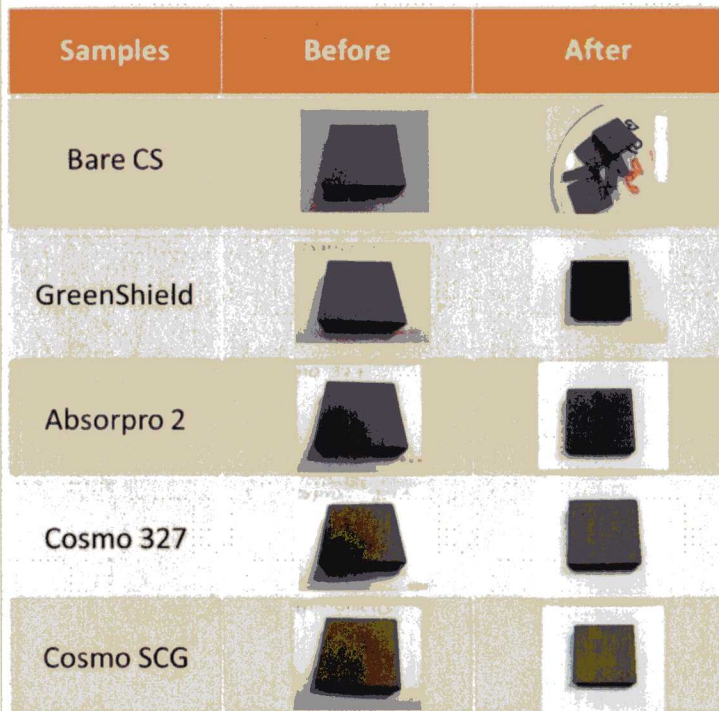 Samples Before After
Bare CS
GreenShield
Absorpro 2
Cosmo 327
Cosmo SCG